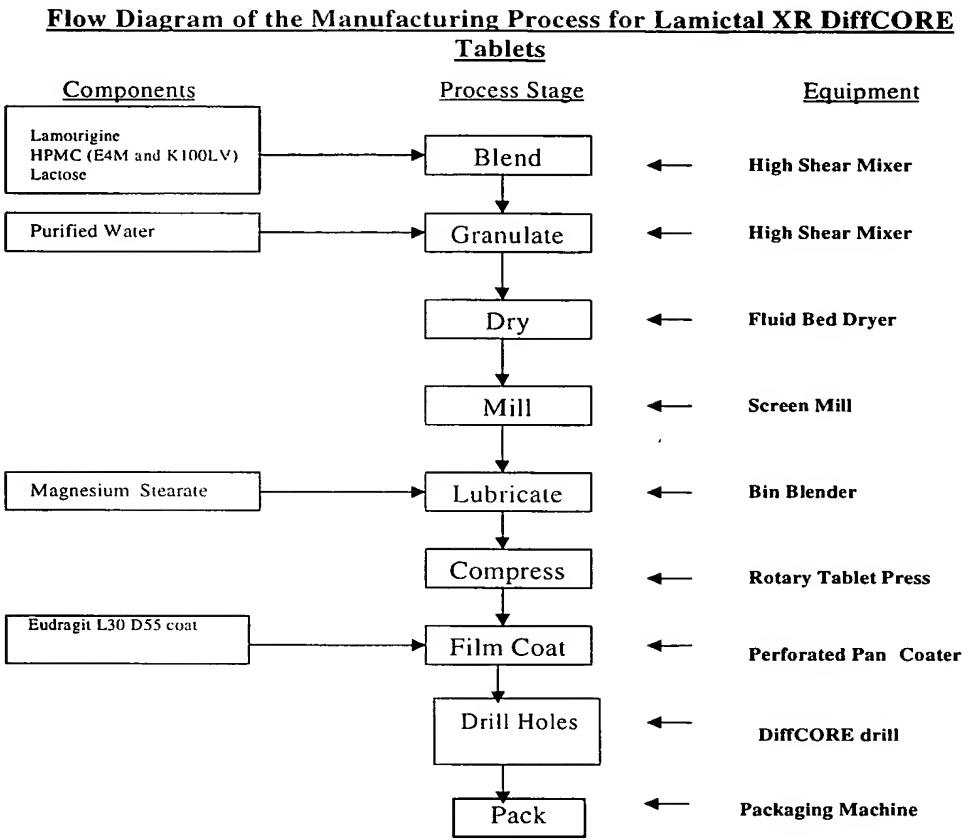 Flow Diagram of the Manufacturing Process for Lamictal XR DiffCORE
Tablets
Components Process Stage Equipment
Lamotrigine
HPMC (E4M and K100LV)
Lactose
Blend
High Shear Mixer
Purified Water
Granulate
High Shear Mixer
Dry
Fluid Bed Dryer
Mill
Screen Mill
Magnesium Stearate
Lubricate
Bin Blender
Compress
Rotary Tablet Press
Eudragit L30 D55 coat
Film Coat
Perforated Pan Coater
Drill Holes
DiffCORE drill
Pack
Packaging Machine